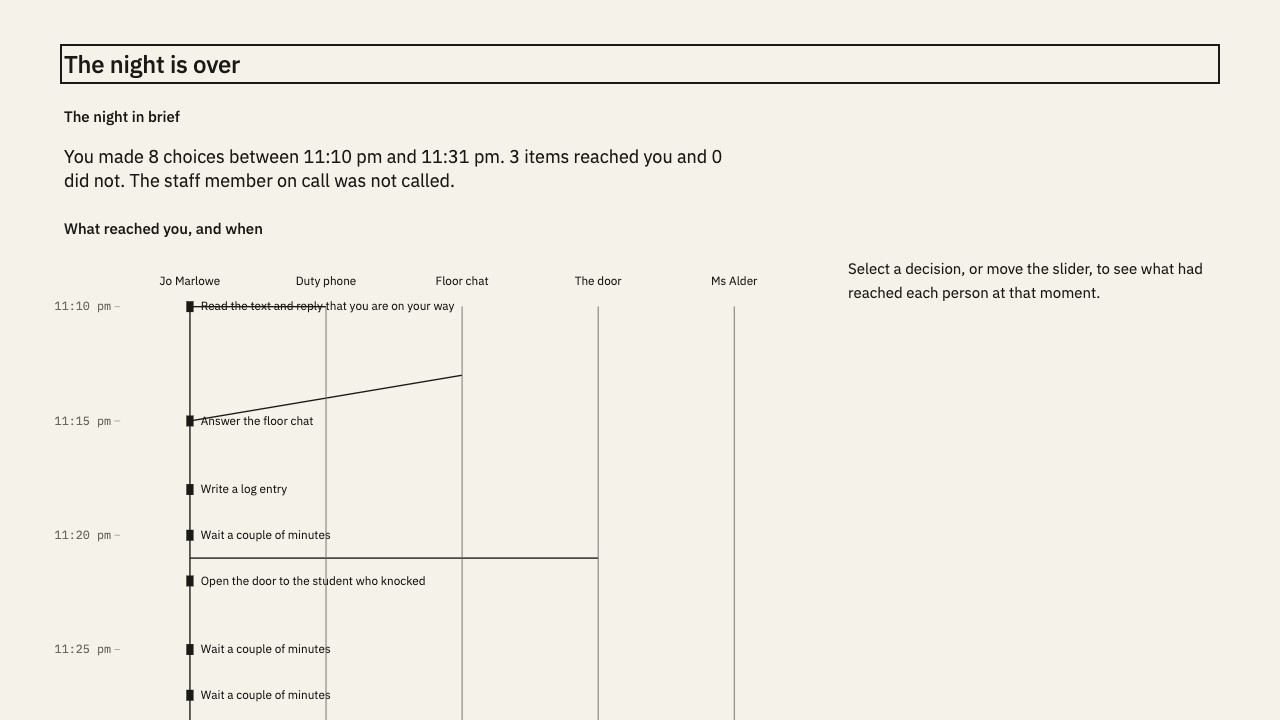 The night is over
The night in brief
You made 8 choices between 11:10 pm and 11:31 pm. 3 items reached you and 0
did not. The staff member on call was not called.
What reached you, and when
Select a decision, or move the slider, to see what had
reached each person at that moment.
Jo Marlowe Duty phone Floor chat The door Ms Alder
11:10 pm Read the text and reply that you are on your way
11:15 pm Answer the floor chat
Write a log entry
11:20 pm Wait a couple of minutes
Open the door to the student who knocked
11:25 pm Wait a couple of minutes
Wait a couple of minutes